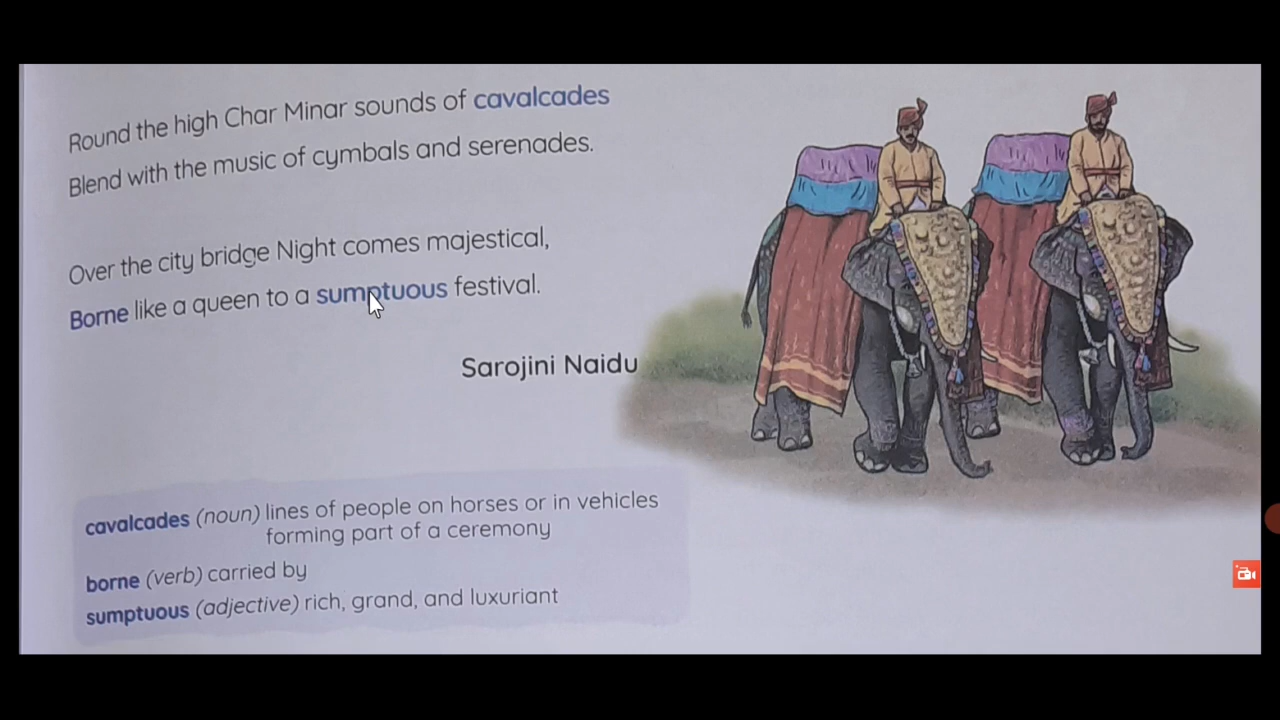 Round the high Char Minar sounds of cavalcades
Blend with the music of cymbals and serenades.
Over the city bridge Night comes majestical,
Borne like a queen to a sumptuous festival.
Sarojini Naidu
cavalcades (noun) lines of people on horses or in vehicles
forming part of a ceremony
borne (verb) carried by
sumptuous (adjective) rich, grand, and luxuriant